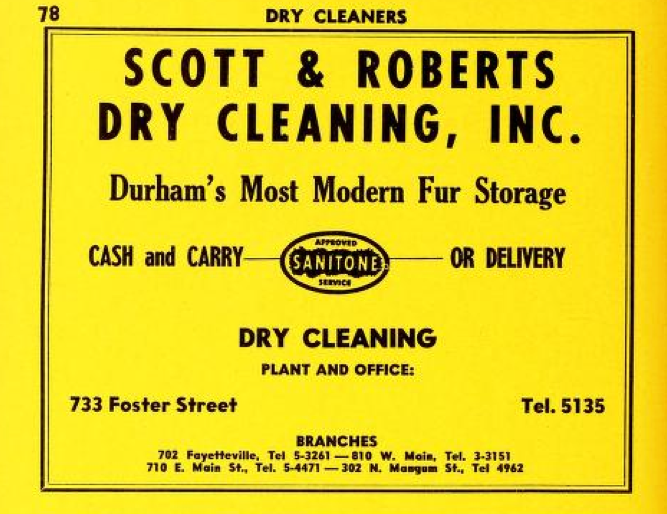 78
DRY CLEANERS
SCOTT & ROBERTS
DRY CLEANING, INC.
Durham's Most Modern Fur Storage
CASH and CARRY — APPROVED SANITONE SERVICE — OR DELIVERY
DRY CLEANING
PLANT AND OFFICE:
733 Foster Street Tel. 5135
BRANCHES
702 Fayetteville, Tel 5-3261 — 810 W. Main, Tel. 3-3151
710 E. Main St., Tel. 5-4471 — 302 N. Mangum St., Tel 4962